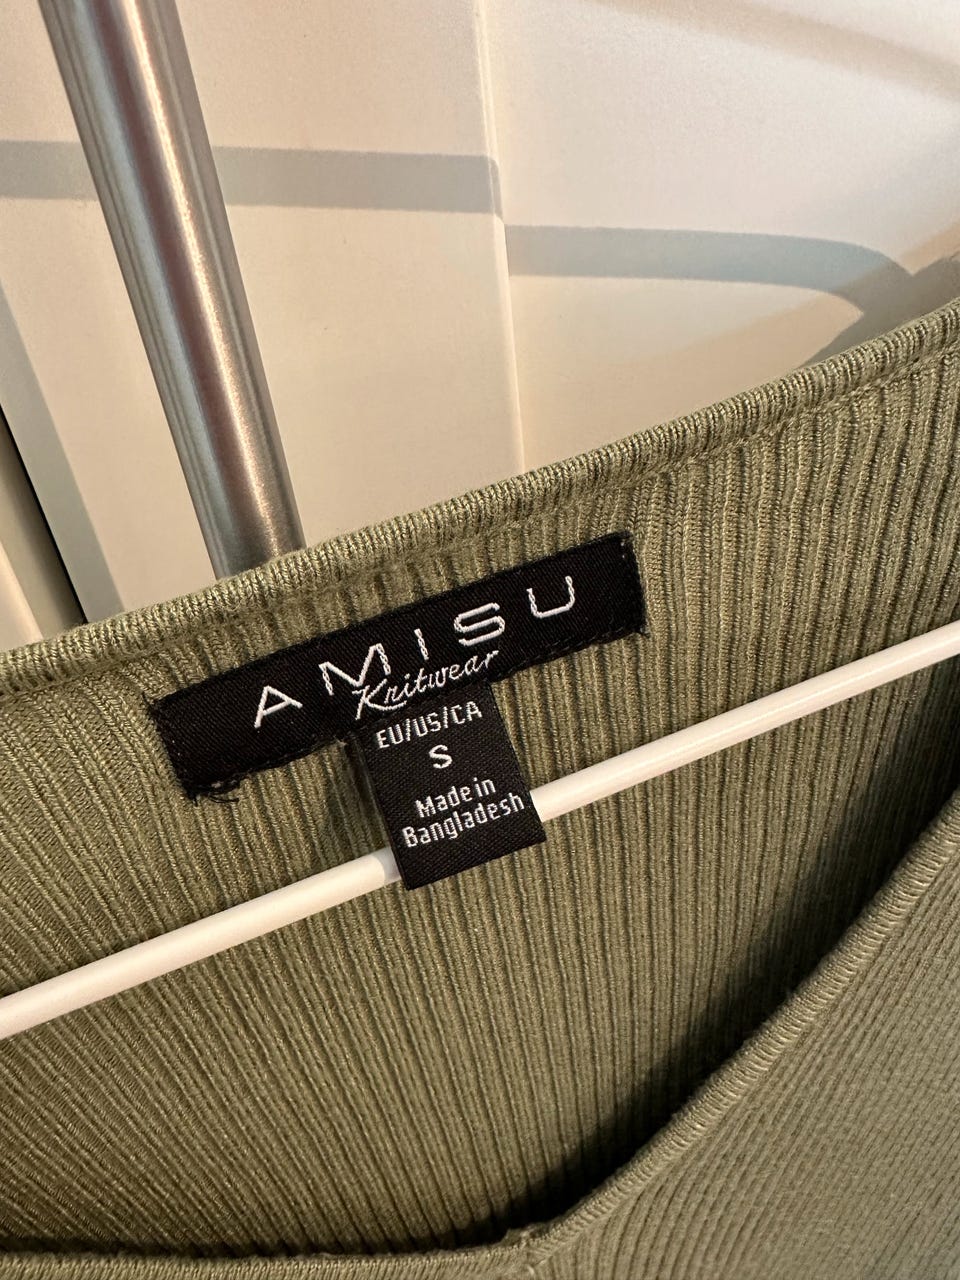 AMISU
Knitwear
EU/US/CA
S
Made in
Bangladesh